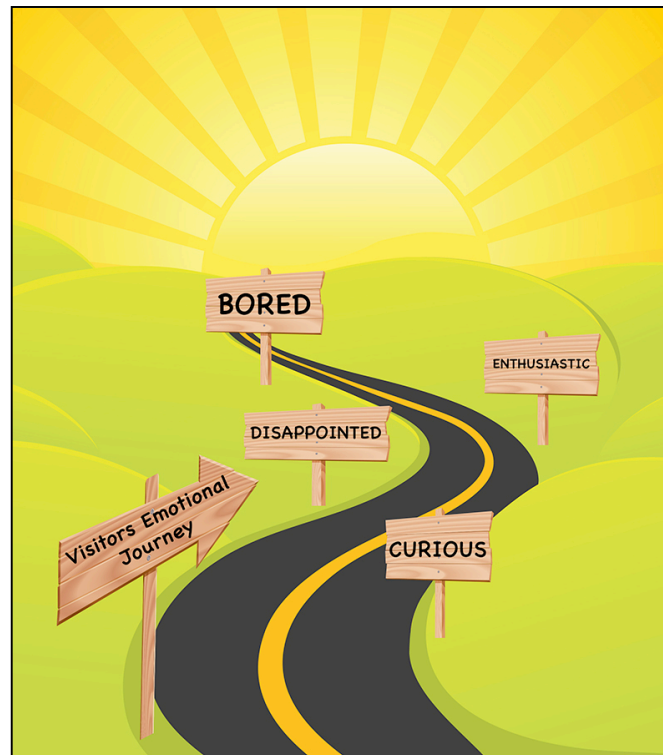 BORED
ENTHUSIASTIC
DISAPPOINTED
Visitors Emotional
Journey
CURIOUS